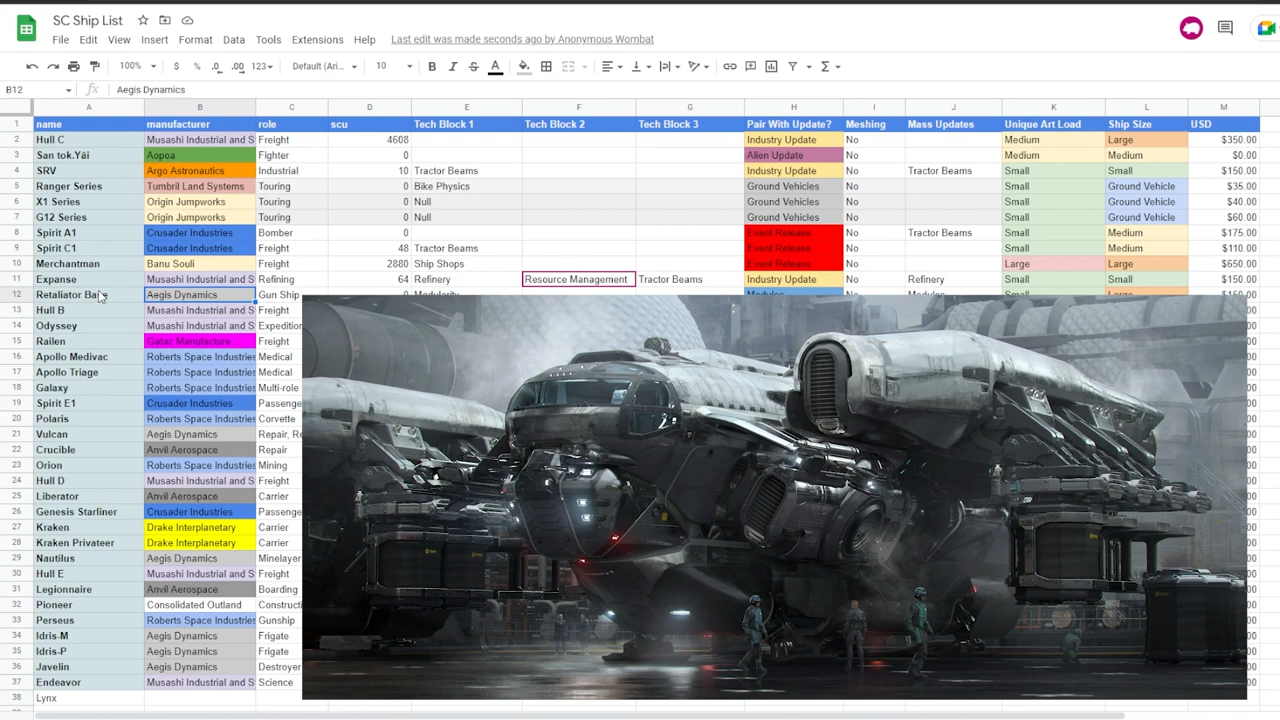 SC Ship List
File Edit View Insert Format Data Tools Extensions Help Last edit was made seconds ago by Anonymous Wombat
100% $ % .0 .00 123 Default (Ari... 10 B I S A
B12 fx Aegis Dynamics
A B C D E F G H I J K L M
1 name manufacturer role scu Tech Block 1 Tech Block 2 Tech Block 3 Pair With Update? Meshing Mass Updates Unique Art Load Ship Size USD
2 Hull C Musashi Industrial and S Freight 4608 Industry Update No Medium Large $350.00
3 San tok.Yāi Aopoa Fighter 0 Alien Update No Medium Medium $0.00
4 SRV Argo Astronautics Industrial 10 Tractor Beams Industry Update No Tractor Beams Small Small $150.00
5 Ranger Series Tumbril Land Systems Touring 0 Bike Physics Ground Vehicles No Small Ground Vehicle $35.00
6 X1 Series Origin Jumpworks Touring 0 Null Ground Vehicles No Small Ground Vehicle $40.00
7 G12 Series Origin Jumpworks Touring 0 Null Ground Vehicles No Small Ground Vehicle $60.00
8 Spirit A1 Crusader Industries Bomber 0 Event Release No Tractor Beams Small Medium $175.00
9 Spirit C1 Crusader Industries Freight 48 Tractor Beams Event Release No Small Medium $110.00
10 Merchantman Banu Souli Freight 2880 Ship Shops Event Release No Large Large $650.00
11 Expanse Musashi Industrial and S Refining 64 Refinery Resource Management Tractor Beams Industry Update No Refinery Small Small $150.00
12 Retaliator Base Aegis Dynamics Gun Ship 0 Modularity Modules No Modules Small Large $150.00
13 Hull B Musashi Industrial and S Freight
14 Odyssey Musashi Industrial and S Expedition
15 Railen Gatac Manufacture Freight
16 Apollo Medivac Roberts Space Industries Medical
17 Apollo Triage Roberts Space Industries Medical
18 Galaxy Roberts Space Industries Multi-role
19 Spirit E1 Crusader Industries Passenge
20 Polaris Roberts Space Industries Corvette
21 Vulcan Aegis Dynamics Repair, Re
22 Crucible Anvil Aerospace Repair
23 Orion Roberts Space Industries Mining
24 Hull D Musashi Industrial and S Freight
25 Liberator Anvil Aerospace Carrier
26 Genesis Starliner Crusader Industries Passenge
27 Kraken Drake Interplanetary Carrier
28 Kraken Privateer Drake Interplanetary Carrier
29 Nautilus Aegis Dynamics Minelayer
30 Hull E Musashi Industrial and S Freight
31 Legionnaire Anvil Aerospace Boarding
32 Pioneer Consolidated Outland Constructi
33 Perseus Roberts Space Industries Gunship
34 Idris-M Aegis Dynamics Frigate
35 Idris-P Aegis Dynamics Frigate
36 Javelin Aegis Dynamics Destroyer
37 Endeavor Musashi Industrial and S Science
38 Lynx